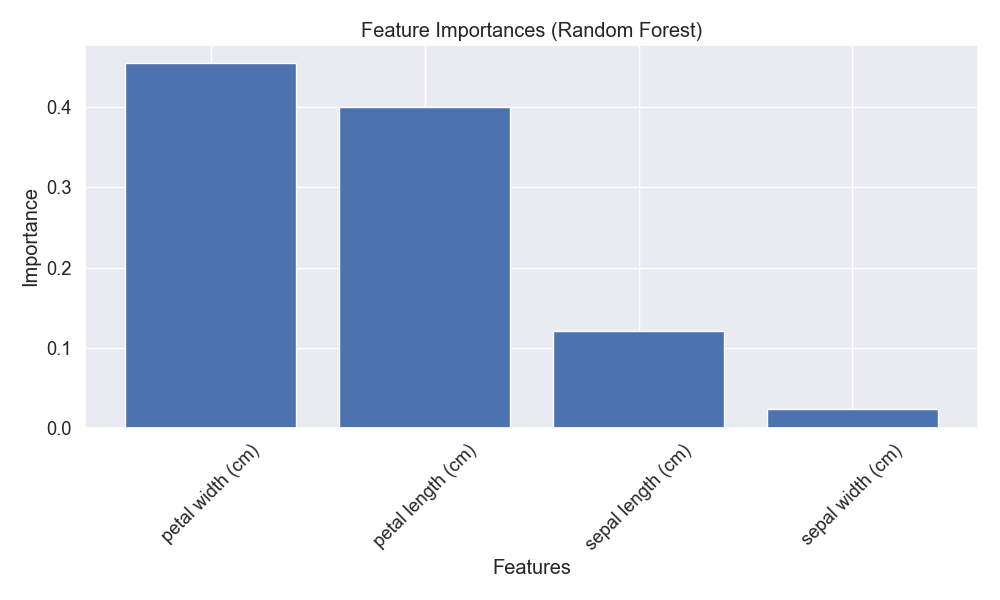 Feature Importances (Random Forest)
Importance
0.4
0.3
0.2
0.1
0.0
petal width (cm)
petal length (cm)
sepal length (cm)
sepal width (cm)
Features